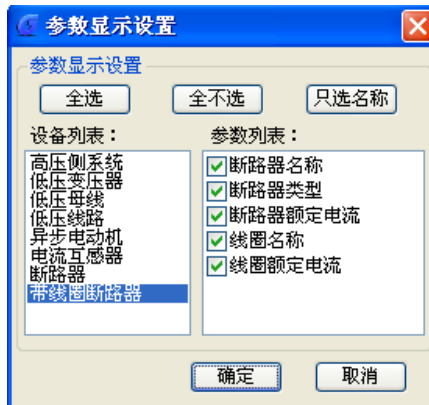 参数显示设置
参数显示设置
全选 全不选 只选名称
设备列表： 参数列表：
高压侧系统
低压变压器
低压母线
低压线路
异步电动机
电流互感器
断路器
带线圈断路器
断路器名称
断路器类型
断路器额定电流
线圈名称
线圈额定电流
确定 取消